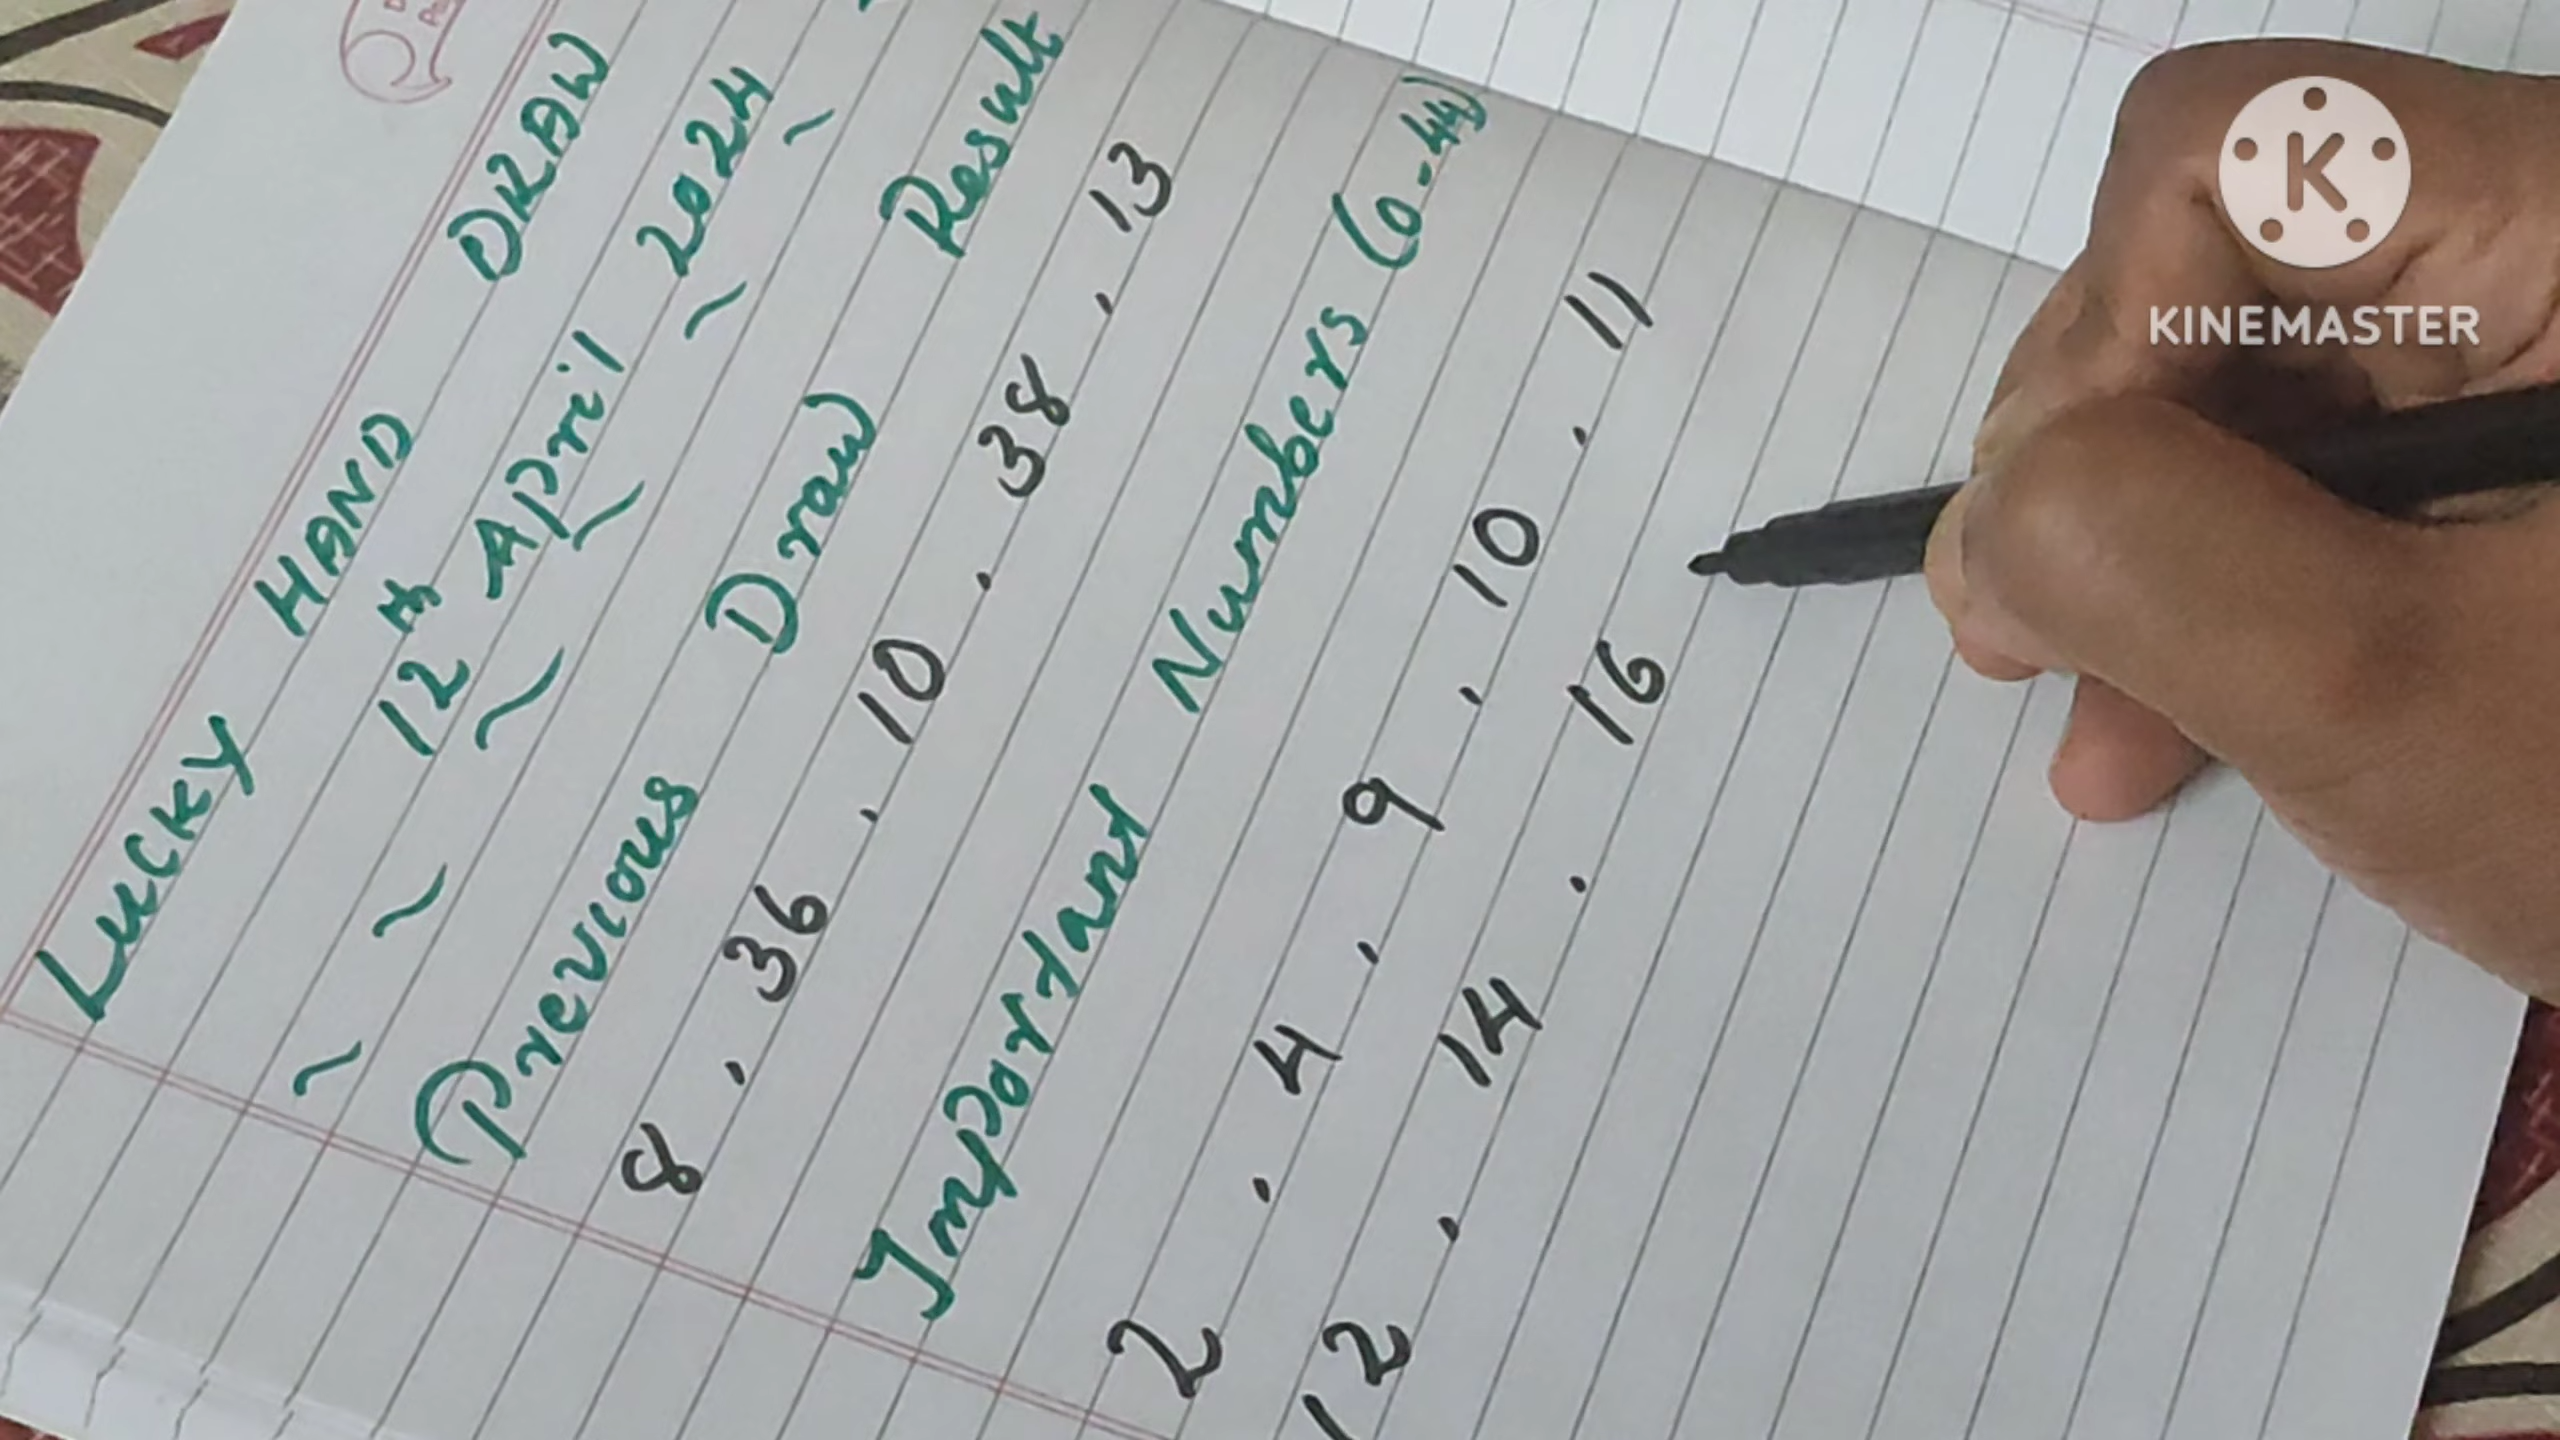 LUCKY HAND DRAW
12th April 2024
Previous Draw Result
8 . 36 . 10 . 38 . 13
Important Numbers (0-44)
2 . 4 . 9 . 10 . 11
12 . 14 . 16
K
KINEMASTER